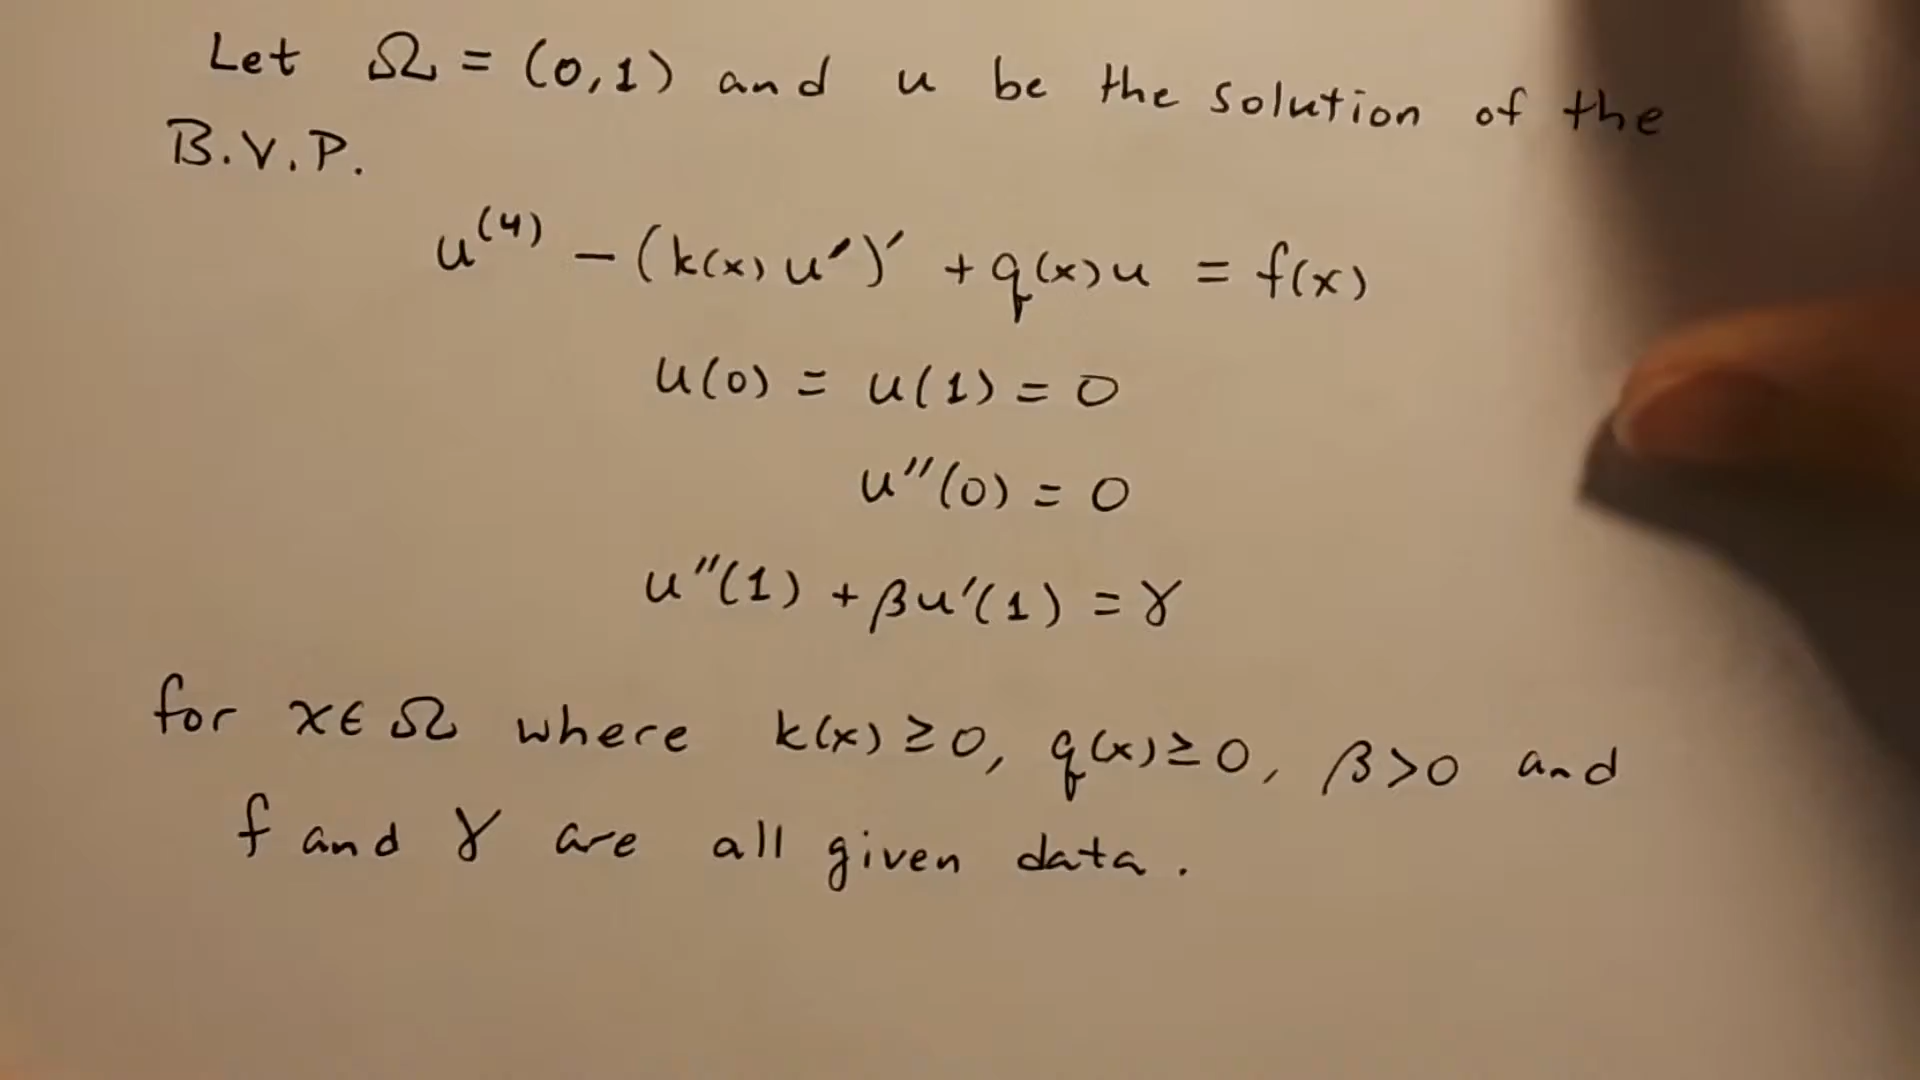 Let Ω = (0,1) and u be the solution of the
B.V.P.
u⁽⁴⁾ - (k(x) u′)′ + q(x)u = f(x)
u(0) = u(1) = 0
u″(0) = 0
u″(1) + βu′(1) = γ
for x ∈ Ω where k(x) ≥ 0, q(x) ≥ 0, β > 0 and
f and γ are all given data.